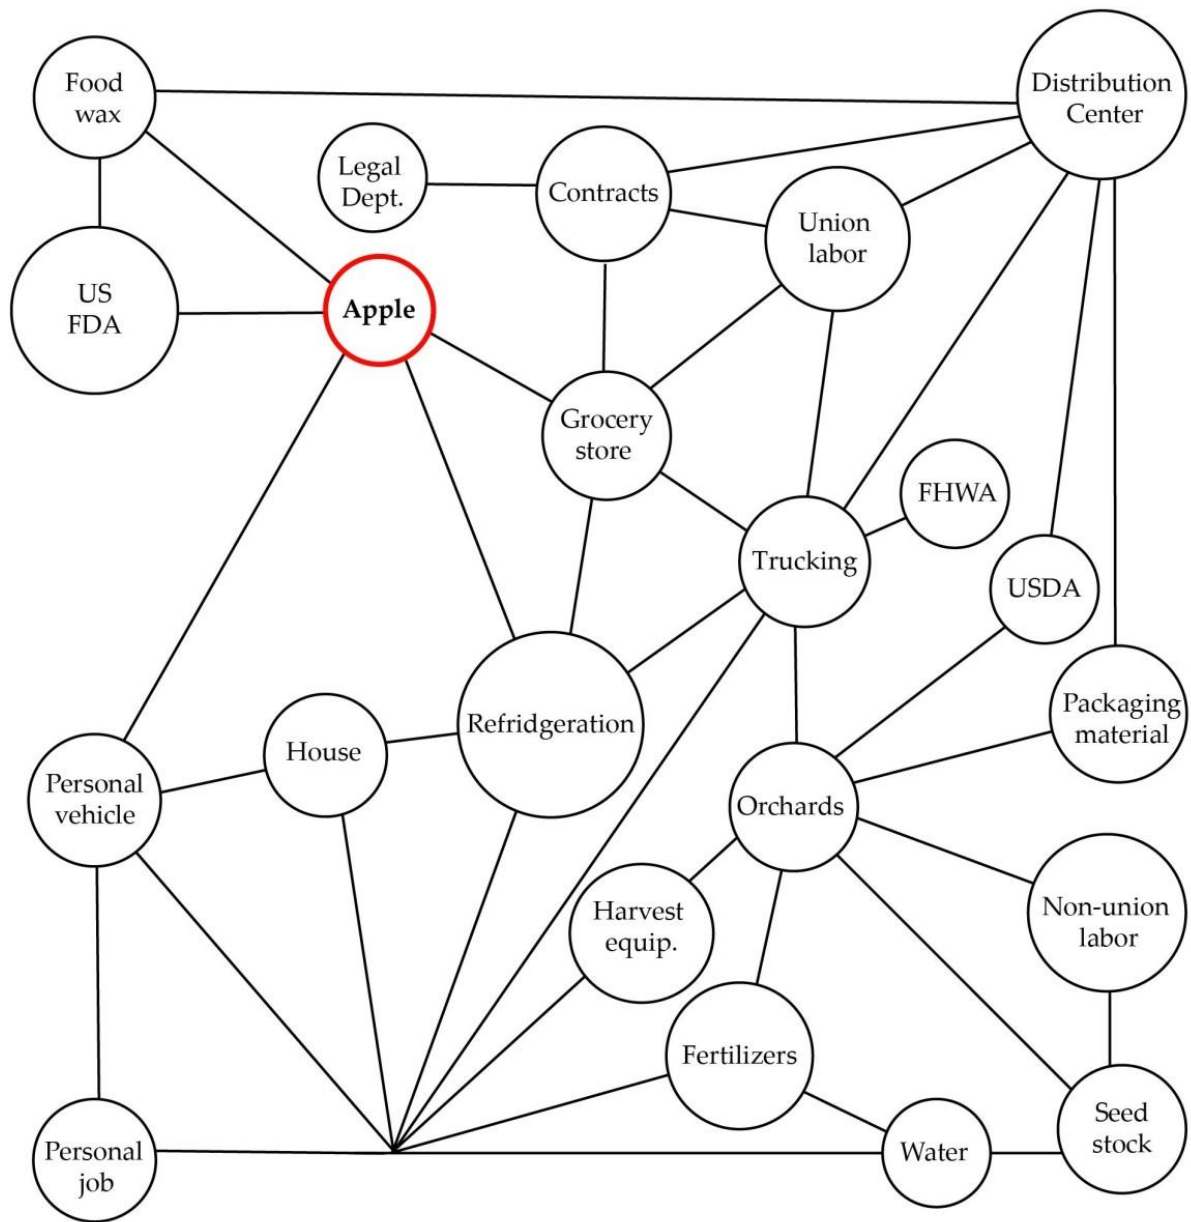 Food
wax
Distribution
Center
Legal
Dept.
Contracts
Union
labor
US
FDA
Apple
Grocery
store
FHWA
Trucking
USDA
Refridgeration
House
Packaging
material
Personal
vehicle
Orchards
Harvest
equip.
Non-union
labor
Fertilizers
Seed
stock
Water
Personal
job